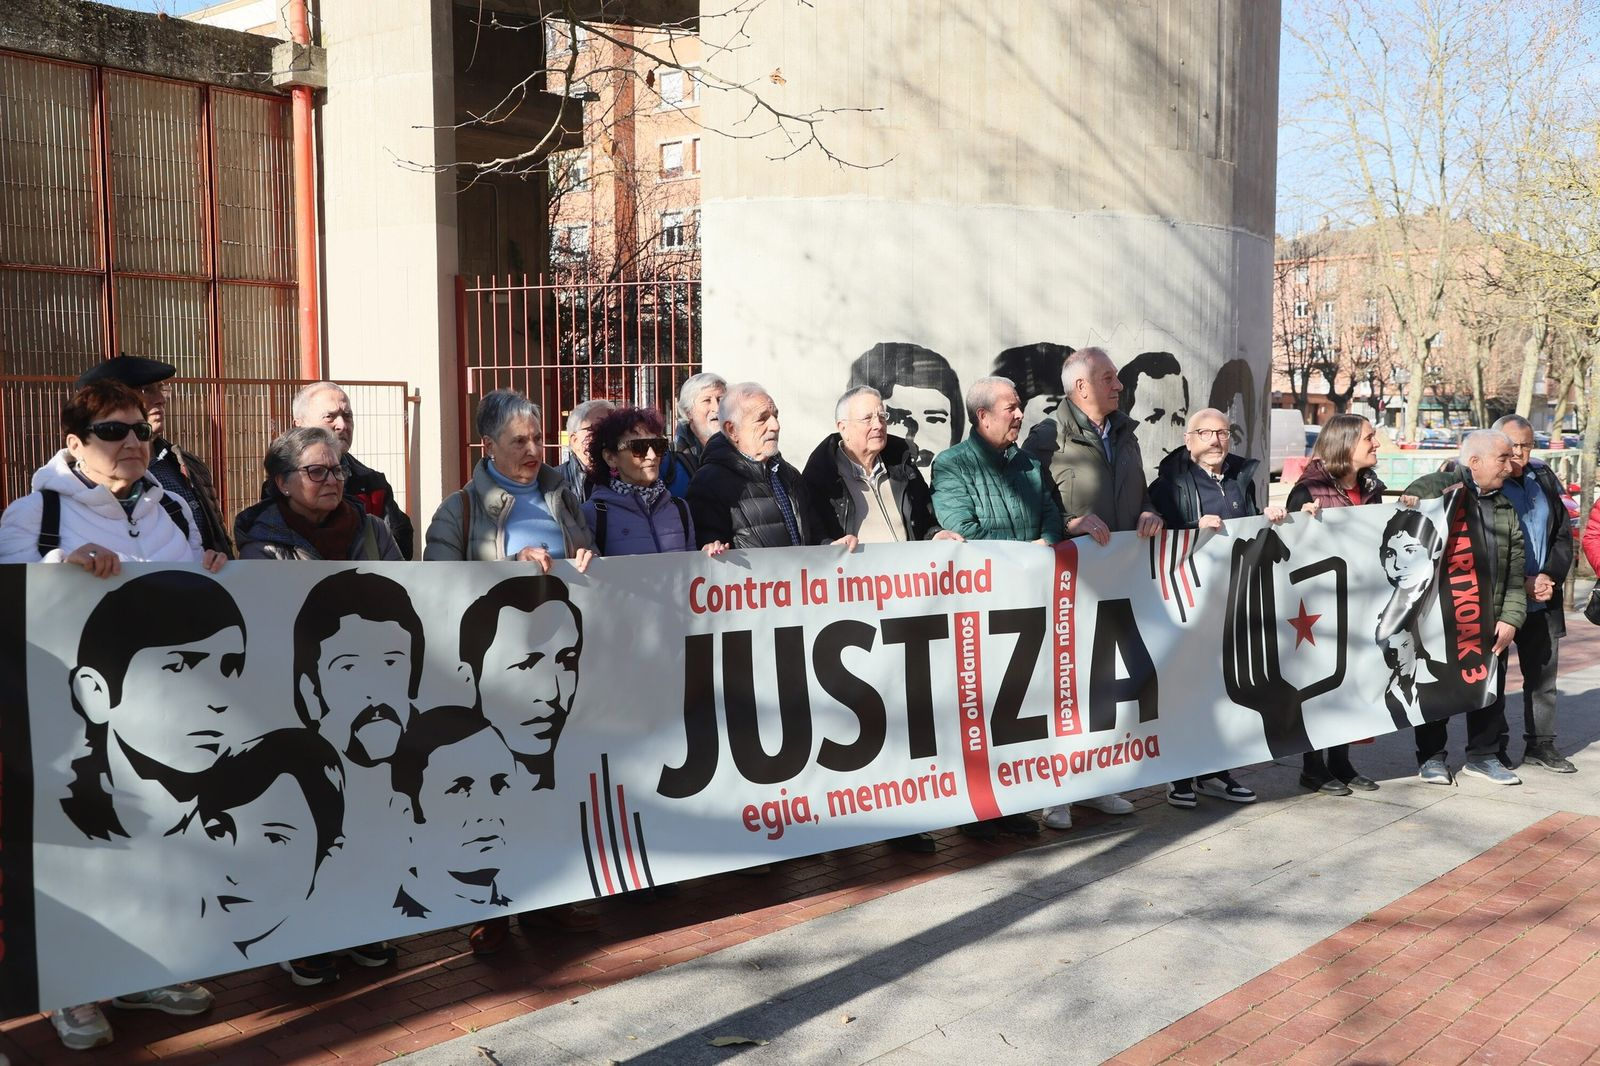 Contra la impunidad
JUSTIZIA
no olvidamos
ez dugu ahazten
egia, memoria
erreparazioa
MARTXOAK 3